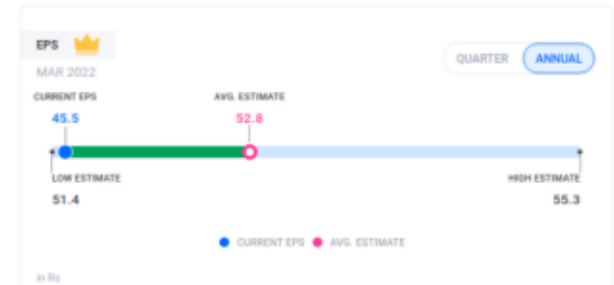 EPS
QUARTER ANNUAL
MAR 2022
CURRENT EPS AVG. ESTIMATE
45.5 52.8
LOW ESTIMATE HIGH ESTIMATE
51.4 55.3
CURRENT EPS AVG. ESTIMATE
in Rs